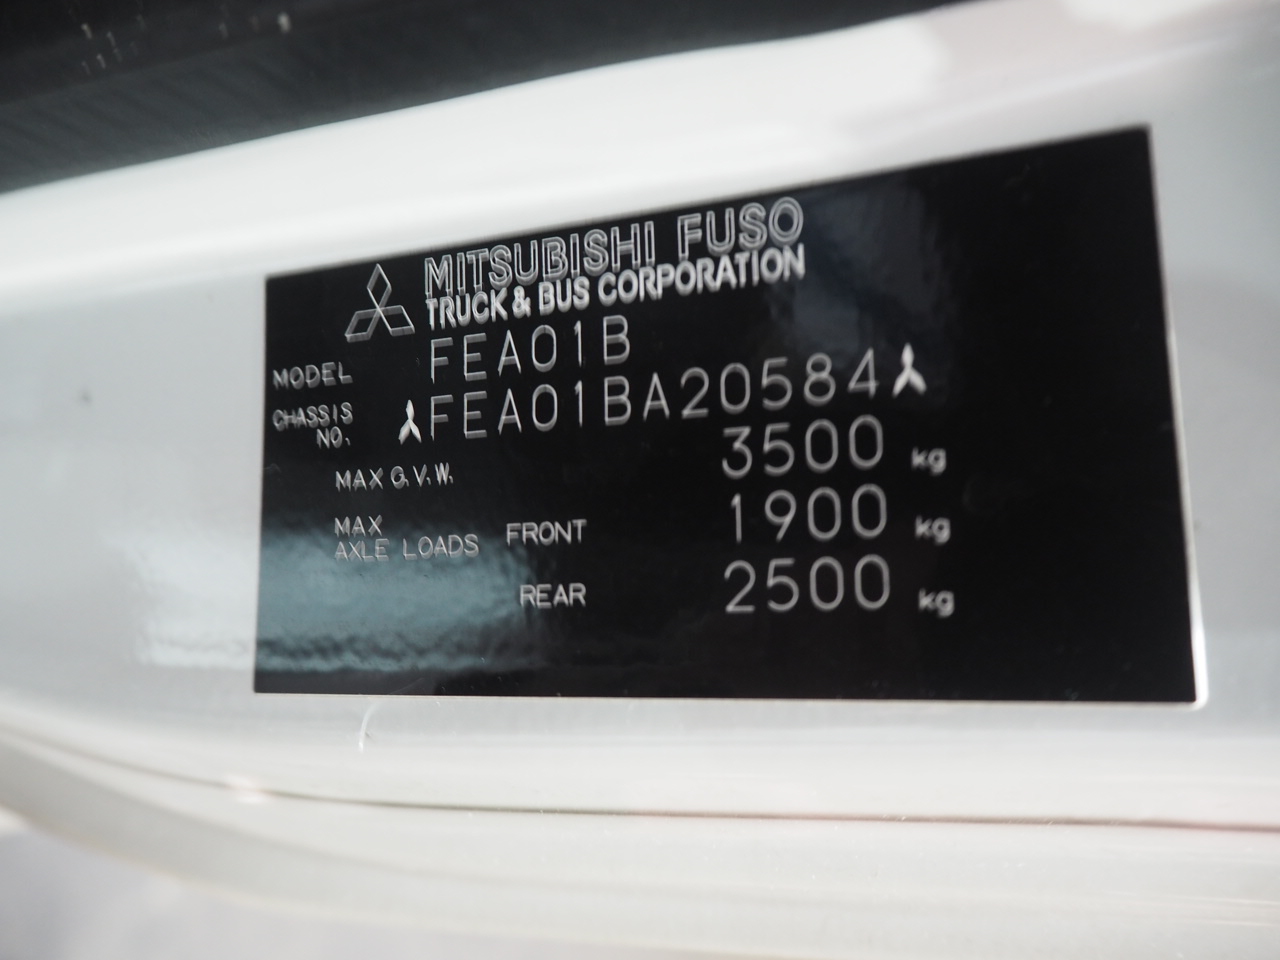 MITSUBISHI FUSO
TRUCK & BUS CORPORATION
MODEL FEA01B
CHASSIS NO. FEA01BA20584
MAX G.V.W. 3500 kg
MAX AXLE LOADS FRONT 1900 kg
REAR 2500 kg